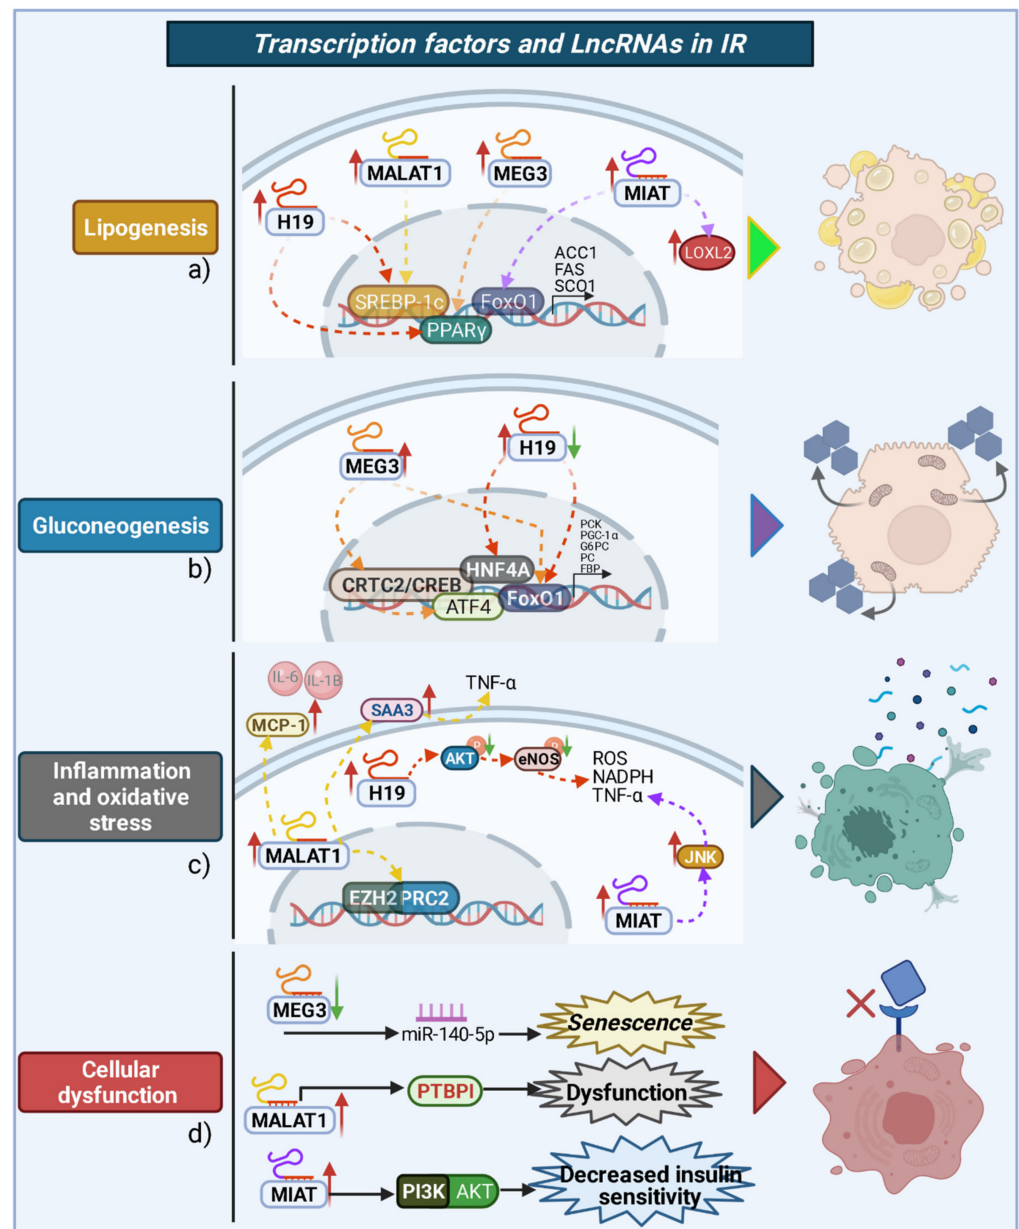 Transcription factors and LncRNAs in IR
Lipogenesis
a)
H19
MALAT1
MEG3
MIAT
LOXL2
ACC1
FAS
SCO1
SREBP-1c
FoxO1
PPARγ
Gluconeogenesis
b)
MEG3
H19
PCK
PGC-1α
G6PC
PC
FBP
HNF4A
CRTC2/CREB
ATF4
FoxO1
Inflammation
and oxidative
stress
c)
IL-6
IL-1B
MCP-1
SAA3
TNF-α
H19
AKT
P
eNOS
P
ROS
NADPH
TNF-α
MALAT1
JNK
EZH2
PRC2
MIAT
Cellular
dysfunction
d)
MEG3
miR-140-5p
Senescence
MALAT1
PTBPI
Dysfunction
MIAT
PI3K
AKT
Decreased insulin
sensitivity